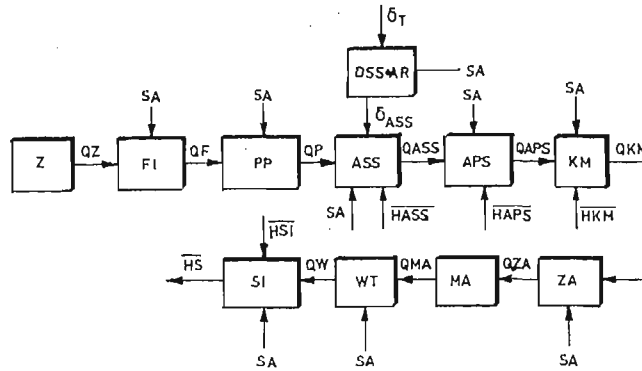 δT
DSS+AR SA
SA SA δASS SA SA
Z QZ FI QF PP QP ASS QASS APS QAPS KM QKM
SA HASS HAPS HKM
HSI
HS SI QW WT QMA MA QZA ZA
SA SA SA